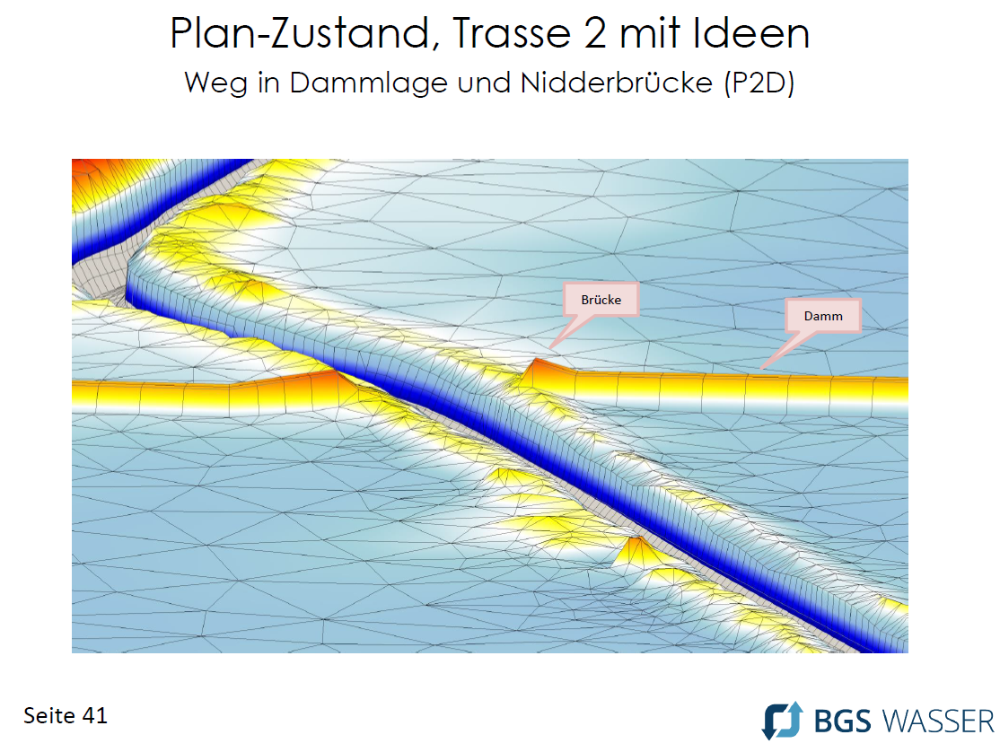 Plan-Zustand, Trasse 2 mit Ideen
Weg in Dammlage und Nidderbrücke (P2D)
Brücke
Damm
Seite 41
BGS WASSER